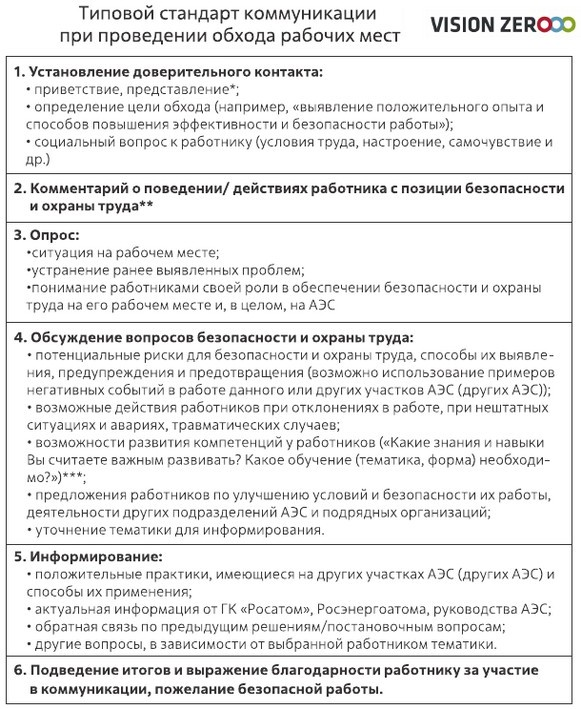 Типовой стандарт коммуникации
при проведении обхода рабочих мест
VISION ZERO
1. Установление доверительного контакта:
• приветствие, представление*;
• определение цели обхода (например, «выявление положительного опыта и
способов повышения эффективности и безопасности работы»);
• социальный вопрос к работнику (условия труда, настроение, самочувствие и
др.)
2. Комментарий о поведении/ действиях работника с позиции безопасности
и охраны труда**
3. Опрос:
•ситуация на рабочем месте;
•устранение ранее выявленных проблем;
•понимание работниками своей роли в обеспечении безопасности и охраны
труда на его рабочем месте и, в целом, на АЭС
4. Обсуждение вопросов безопасности и охраны труда:
• потенциальные риски для безопасности и охраны труда, способы их выявле-
ния, предупреждения и предотвращения (возможно использование примеров
негативных событий в работе данного или других участков АЭС (других АЭС));
• возможные действия работников при отклонениях в работе, при нештатных
ситуациях и авариях, травматических случаев;
• возможности развития компетенций у работников («Какие знания и навыки
Вы считаете важным развивать? Какое обучение (тематика, форма) необходи-
мо?»)***;
• предложения работников по улучшению условий и безопасности их работы,
деятельности других подразделений АЭС и подрядных организаций;
• уточнение тематики для информирования.
5. Информирование:
• положительные практики, имеющиеся на других участках АЭС (других АЭС) и
способы их применения;
• актуальная информация от ГК «Росатом», Росэнергоатома, руководства АЭС;
• обратная связь по предыдущим решениям/постановочным вопросам;
• другие вопросы, в зависимости от выбранной работником тематики.
6. Подведение итогов и выражение благодарности работнику за участие
в коммуникации, пожелание безопасной работы.